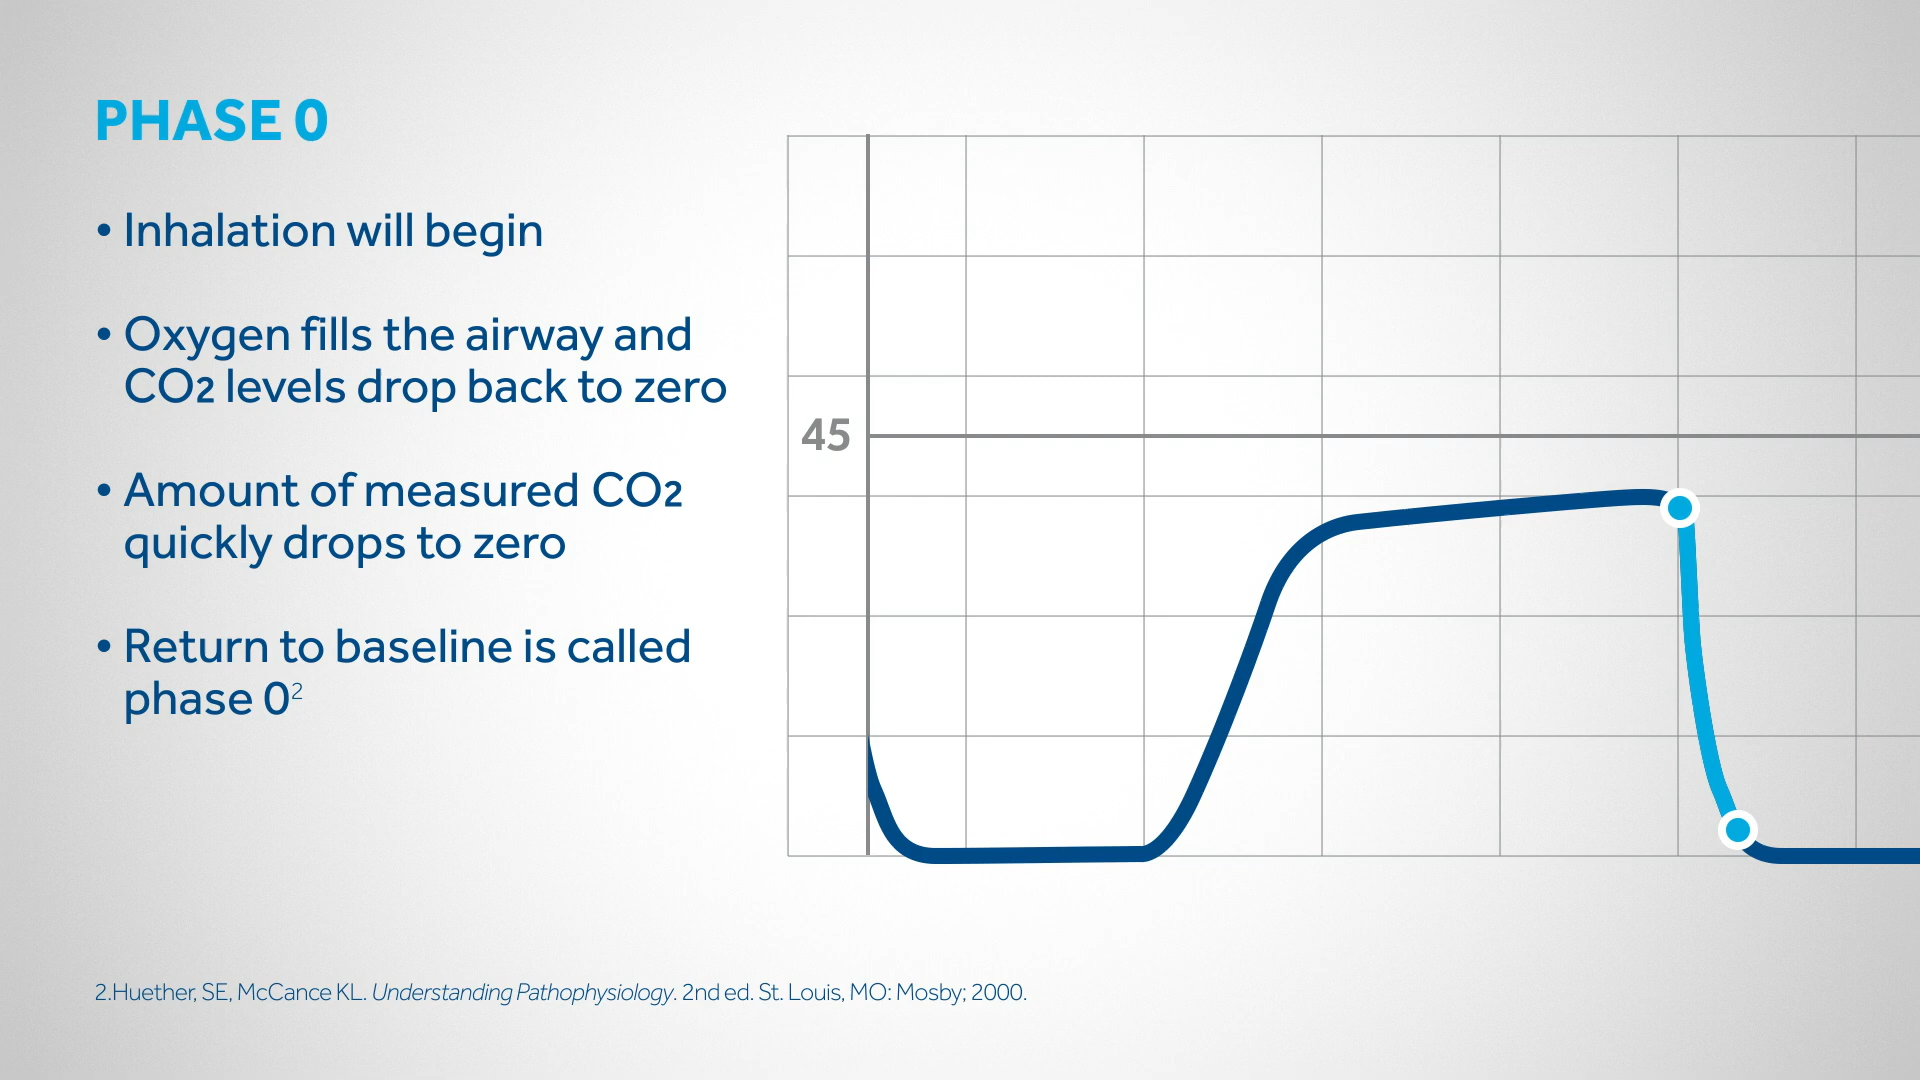 PHASE 0
• Inhalation will begin
• Oxygen fills the airway and
CO2 levels drop back to zero
• Amount of measured CO2
quickly drops to zero
• Return to baseline is called
phase 0²
45
2.Huether, SE, McCance KL. Understanding Pathophysiology. 2nd ed. St. Louis, MO: Mosby; 2000.